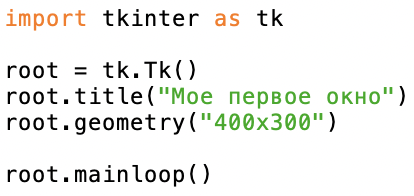 import tkinter as tk
root = tk.Tk()
root.title("Мое первое окно")
root.geometry("400x300")
root.mainloop()